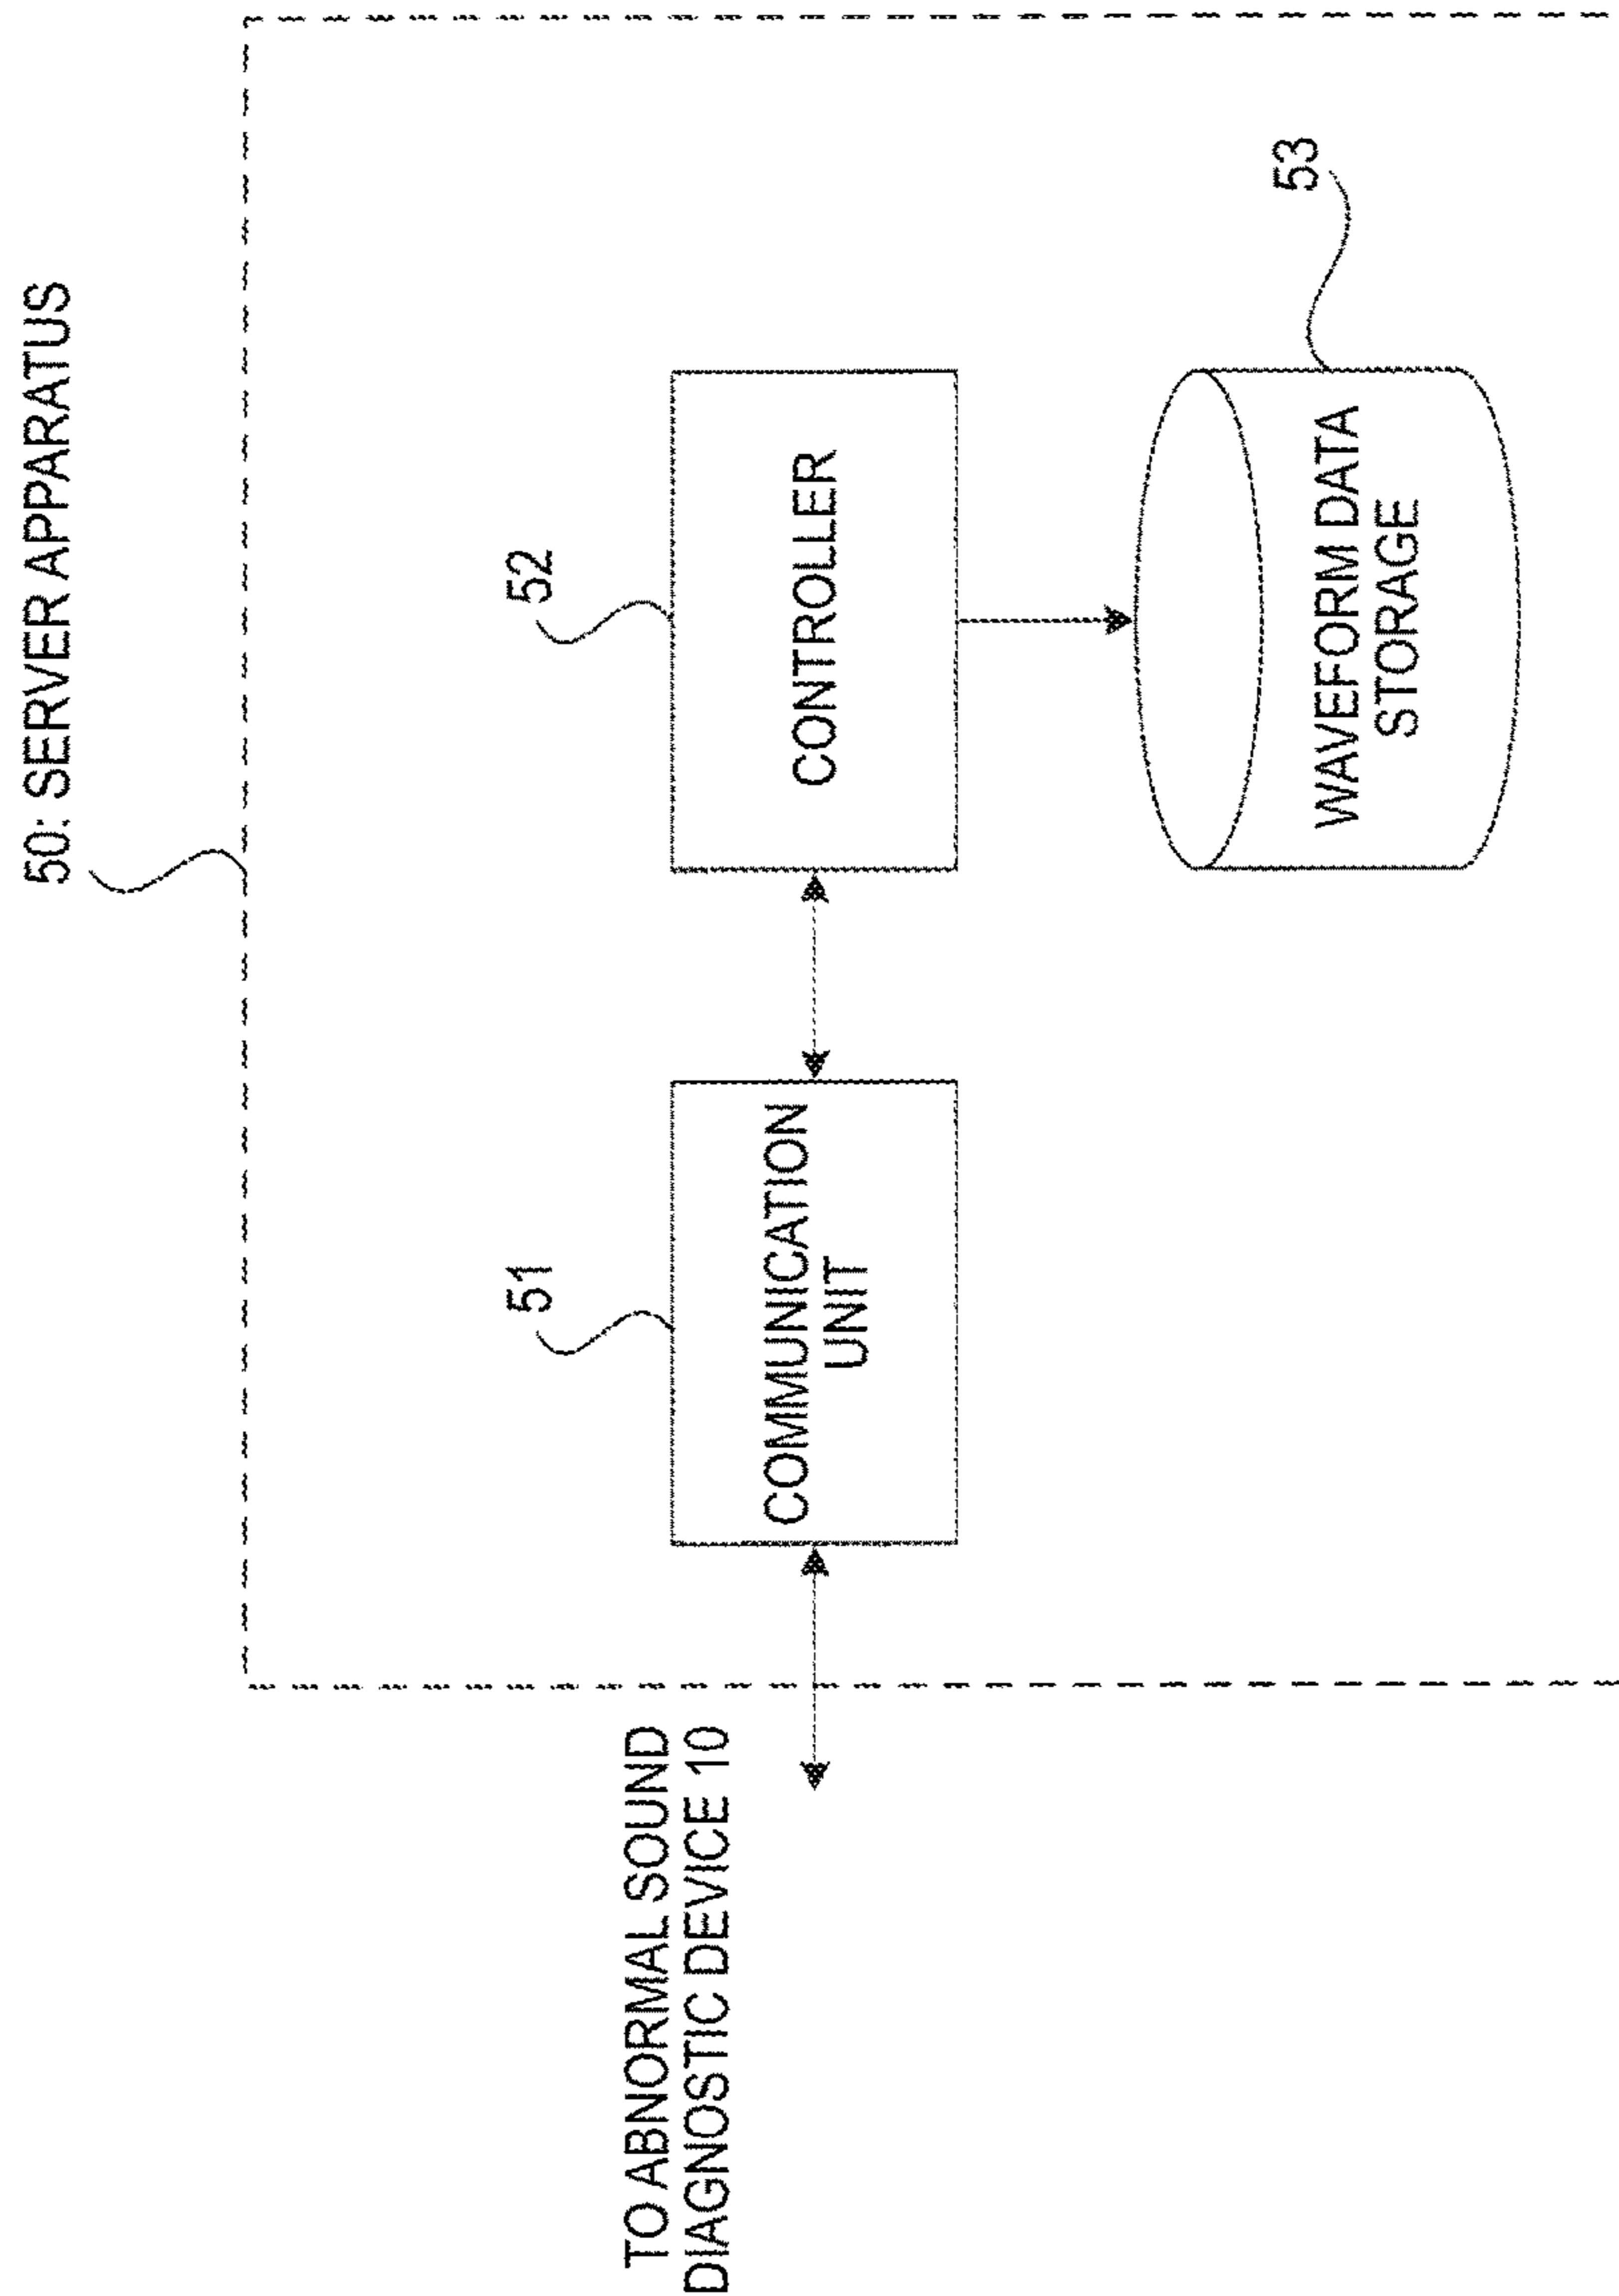 50: SERVER APPARATUS
52
51
53
CONTROLLER
COMMUNICATION
UNIT
TO ABNORMAL SOUND
DIAGNOSTIC DEVICE 10
WAVEFORM DATA
STORAGE